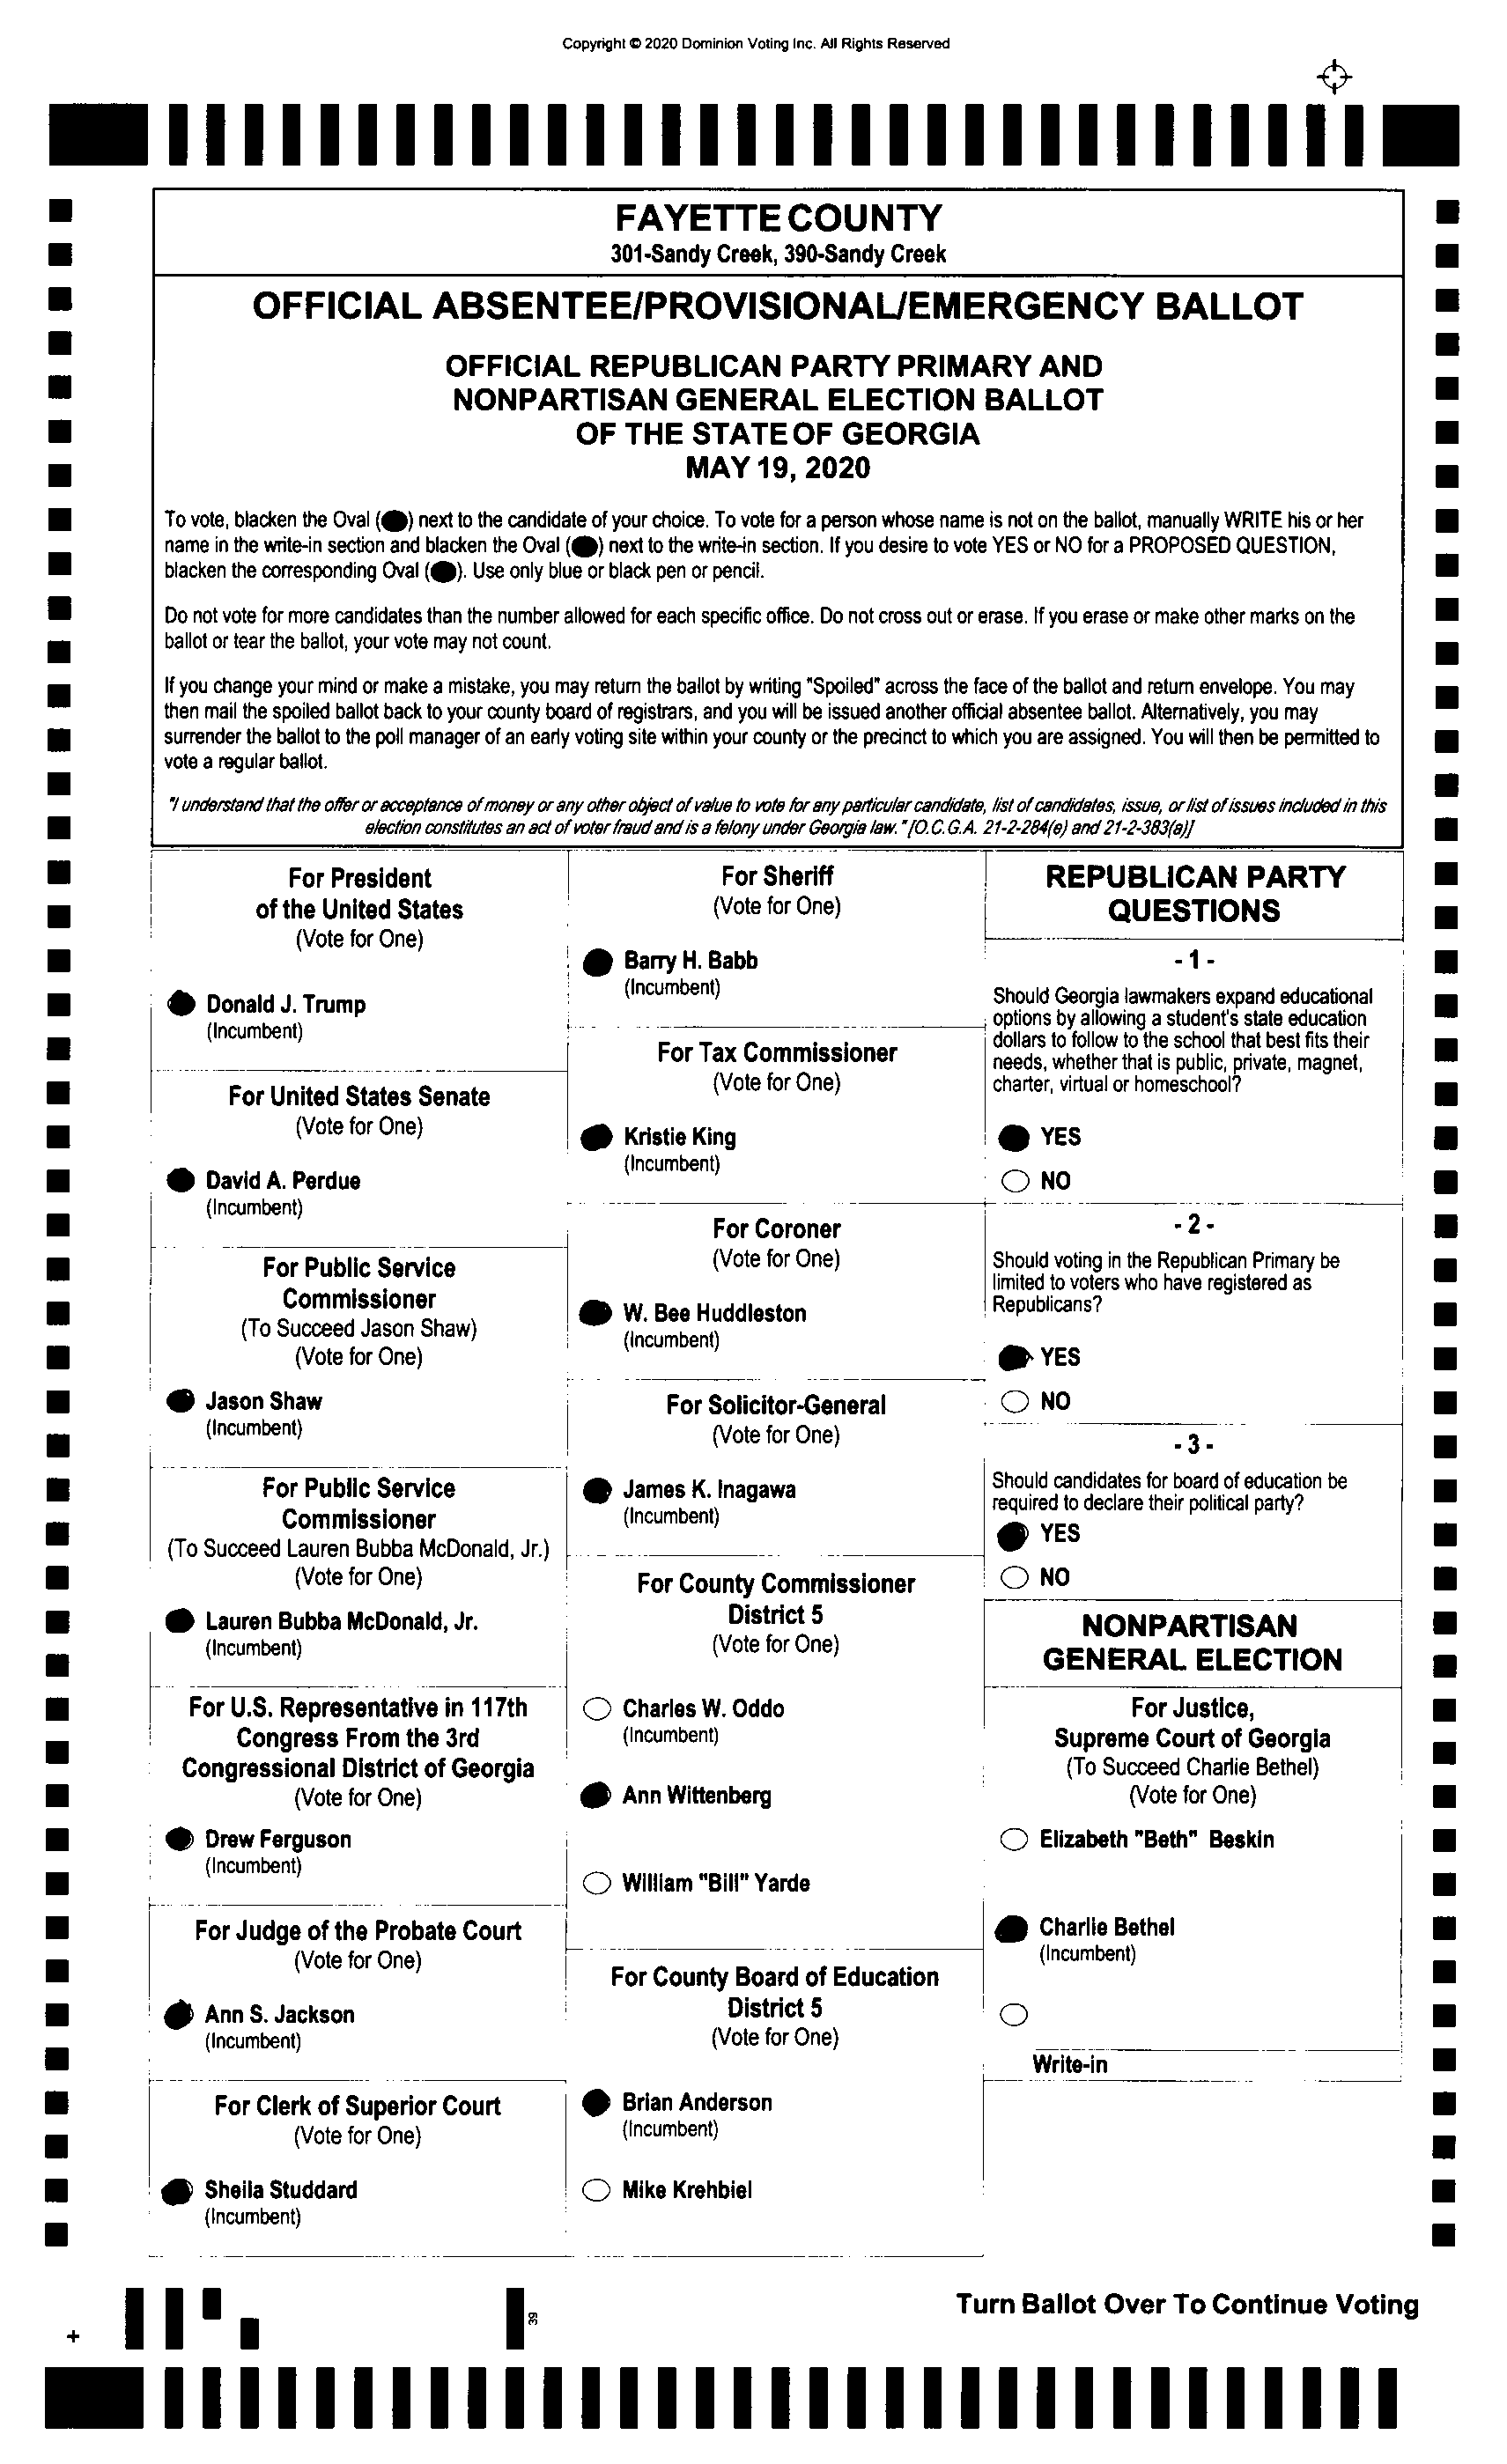 Copyright © 2020 Dominion Voting Inc. All Rights Reserved
FAYETTE COUNTY
301-Sandy Creek, 390-Sandy Creek
OFFICIAL ABSENTEE/PROVISIONAL/EMERGENCY BALLOT
OFFICIAL REPUBLICAN PARTY PRIMARY AND
NONPARTISAN GENERAL ELECTION BALLOT
OF THE STATE OF GEORGIA
MAY 19, 2020
To vote, blacken the Oval ( ) next to the candidate of your choice. To vote for a person whose name is not on the ballot, manually WRITE his or her
name in the write-in section and blacken the Oval ( ) next to the write-in section. If you desire to vote YES or NO for a PROPOSED QUESTION,
blacken the corresponding Oval ( ). Use only blue or black pen or pencil.
Do not vote for more candidates than the number allowed for each specific office. Do not cross out or erase. If you erase or make other marks on the
ballot or tear the ballot, your vote may not count.
If you change your mind or make a mistake, you may return the ballot by writing "Spoiled" across the face of the ballot and return envelope. You may
then mail the spoiled ballot back to your county board of registrars, and you will be issued another official absentee ballot. Alternatively, you may
surrender the ballot to the poll manager of an early voting site within your county or the precinct to which you are assigned. You will then be permitted to
vote a regular ballot.
"I understand that the offer or acceptance of money or any other object of value to vote for any particular candidate, list of candidates, issue, or list of issues included in this
election constitutes an act of voter fraud and is a felony under Georgia law. "[O.C.G.A. 21-2-284(e) and 21-2-383(a)]
For President
of the United States
(Vote for One)
Donald J. Trump
(Incumbent)
For United States Senate
(Vote for One)
David A. Perdue
(Incumbent)
For Public Service
Commissioner
(To Succeed Jason Shaw)
(Vote for One)
Jason Shaw
(Incumbent)
For Public Service
Commissioner
(To Succeed Lauren Bubba McDonald, Jr.)
(Vote for One)
Lauren Bubba McDonald, Jr.
(Incumbent)
For U.S. Representative in 117th
Congress From the 3rd
Congressional District of Georgia
(Vote for One)
Drew Ferguson
(Incumbent)
For Judge of the Probate Court
(Vote for One)
Ann S. Jackson
(Incumbent)
For Clerk of Superior Court
(Vote for One)
Sheila Studdard
(Incumbent)
For Sheriff
(Vote for One)
Barry H. Babb
(Incumbent)
For Tax Commissioner
(Vote for One)
Kristie King
(Incumbent)
For Coroner
(Vote for One)
W. Bee Huddleston
(Incumbent)
For Solicitor-General
(Vote for One)
James K. Inagawa
(Incumbent)
For County Commissioner
District 5
(Vote for One)
Charles W. Oddo
(Incumbent)
Ann Wittenberg
William "Bill" Yarde
For County Board of Education
District 5
(Vote for One)
Brian Anderson
(Incumbent)
Mike Krehbiel
REPUBLICAN PARTY
QUESTIONS
- 1 -
Should Georgia lawmakers expand educational
options by allowing a student's state education
dollars to follow to the school that best fits their
needs, whether that is public, private, magnet,
charter, virtual or homeschool?
YES
NO
- 2 -
Should voting in the Republican Primary be
limited to voters who have registered as
Republicans?
YES
NO
- 3 -
Should candidates for board of education be
required to declare their political party?
YES
NO
NONPARTISAN
GENERAL ELECTION
For Justice,
Supreme Court of Georgia
(To Succeed Charlie Bethel)
(Vote for One)
Elizabeth "Beth" Beskin
Charlie Bethel
(Incumbent)
Write-in
39
Turn Ballot Over To Continue Voting